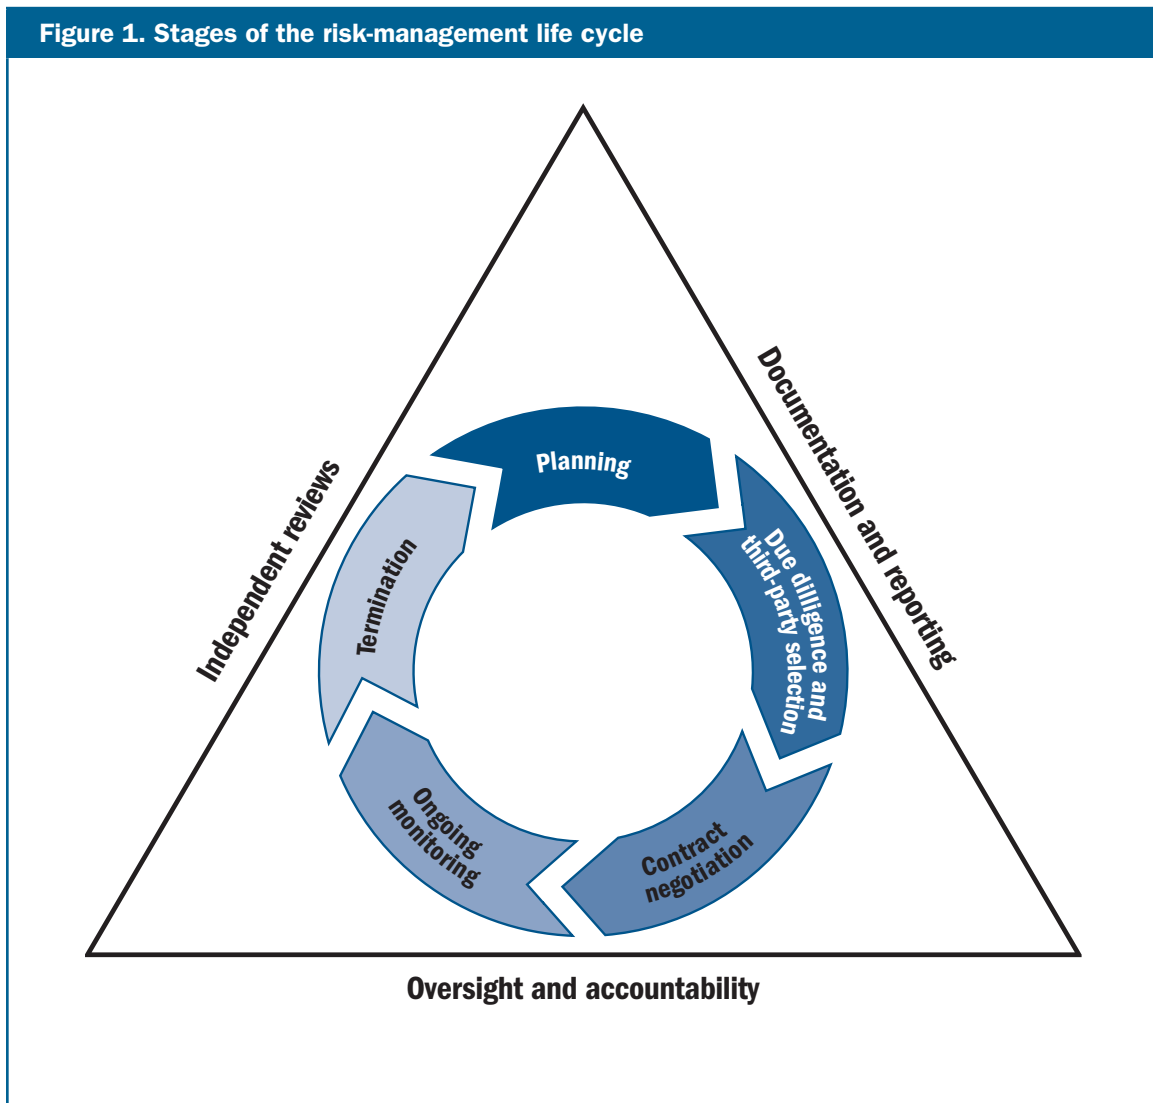 Figure 1. Stages of the risk-management life cycle
Planning
Due dilligence and
third-party selection
Contract
negotiation
Ongoing
monitoring
Termination
Independent reviews
Documentation and reporting
Oversight and accountability